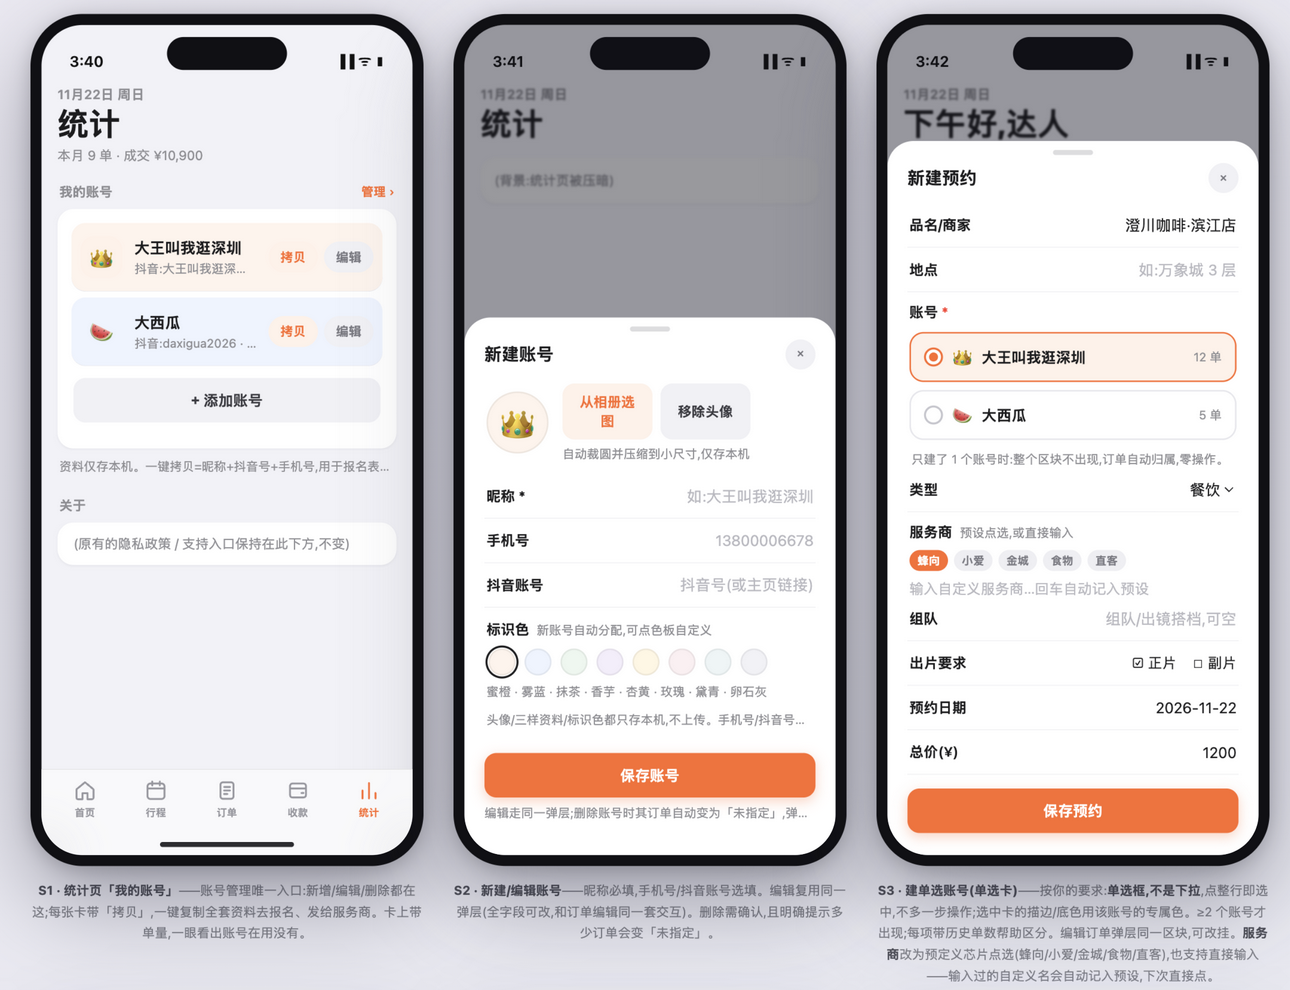 3:40
11月22日 周日
统计
本月 9 单 · 成交 ¥10,900
我的账号
管理 ›
大王叫我逛深圳
抖音:大王叫我逛深...
拷贝
编辑
大西瓜
抖音:daxigua2026 · ...
拷贝
编辑
+ 添加账号
资料仅存本机。一键拷贝=昵称+抖音号+手机号,用于报名表...
关于
(原有的隐私政策 / 支持入口保持在此下方,不变)
首页
行程
订单
收款
统计
S1 · 统计页「我的账号」——账号管理唯一入口:新增/编辑/删除都在
这;每张卡带「拷贝」,一键复制全套资料去报名、发给服务商。卡上带
单量,一眼看出账号在用没有。
3:41
11月22日 周日
统计
(背景:统计页被压暗)
新建账号
×
从相册选
图
移除头像
自动裁圆并压缩到小尺寸,仅存本机
昵称 *
如:大王叫我逛深圳
手机号
13800006678
抖音账号
抖音号(或主页链接)
标识色 新账号自动分配,可点色板自定义
蜜橙 · 雾蓝 · 抹茶 · 香芋 · 杏黄 · 玫瑰 · 黛青 · 卵石灰
头像/三样资料/标识色都只存本机,不上传。手机号/抖音号...
保存账号
编辑走同一弹层;删除账号时其订单自动变为「未指定」,弹...
S2 · 新建/编辑账号——昵称必填,手机号/抖音账号选填。编辑复用同一
弹层(全字段可改,和订单编辑同一套交互)。删除需确认,且明确提示多
少订单会变「未指定」。
3:42
11月22日 周日
下午好,达人
新建预约
×
品名/商家
澄川咖啡·滨江店
地点
如:万象城 3 层
账号 *
大王叫我逛深圳
12 单
大西瓜
5 单
只建了 1 个账号时:整个区块不出现,订单自动归属,零操作。
类型
餐饮
服务商 预设点选,或直接输入
蜂向
小爱
金城
食物
直客
输入自定义服务商...回车自动记入预设
组队
组队/出镜搭档,可空
出片要求
正片
副片
预约日期
2026-11-22
总价(¥)
1200
保存预约
S3 · 建单选账号(单选卡)——按你的要求:单选框,不是下拉,点整行即选
中,不多一步操作;选中卡的描边/底色用该账号的专属色。≥2 个账号才
出现;每项带历史单数帮助区分。编辑订单弹层同一区块,可改挂。服务
商改为预定义芯片点选(蜂向/小爱/金城/食物/直客),也支持直接输入
——输入过的自定义名会自动记入预设,下次直接点。